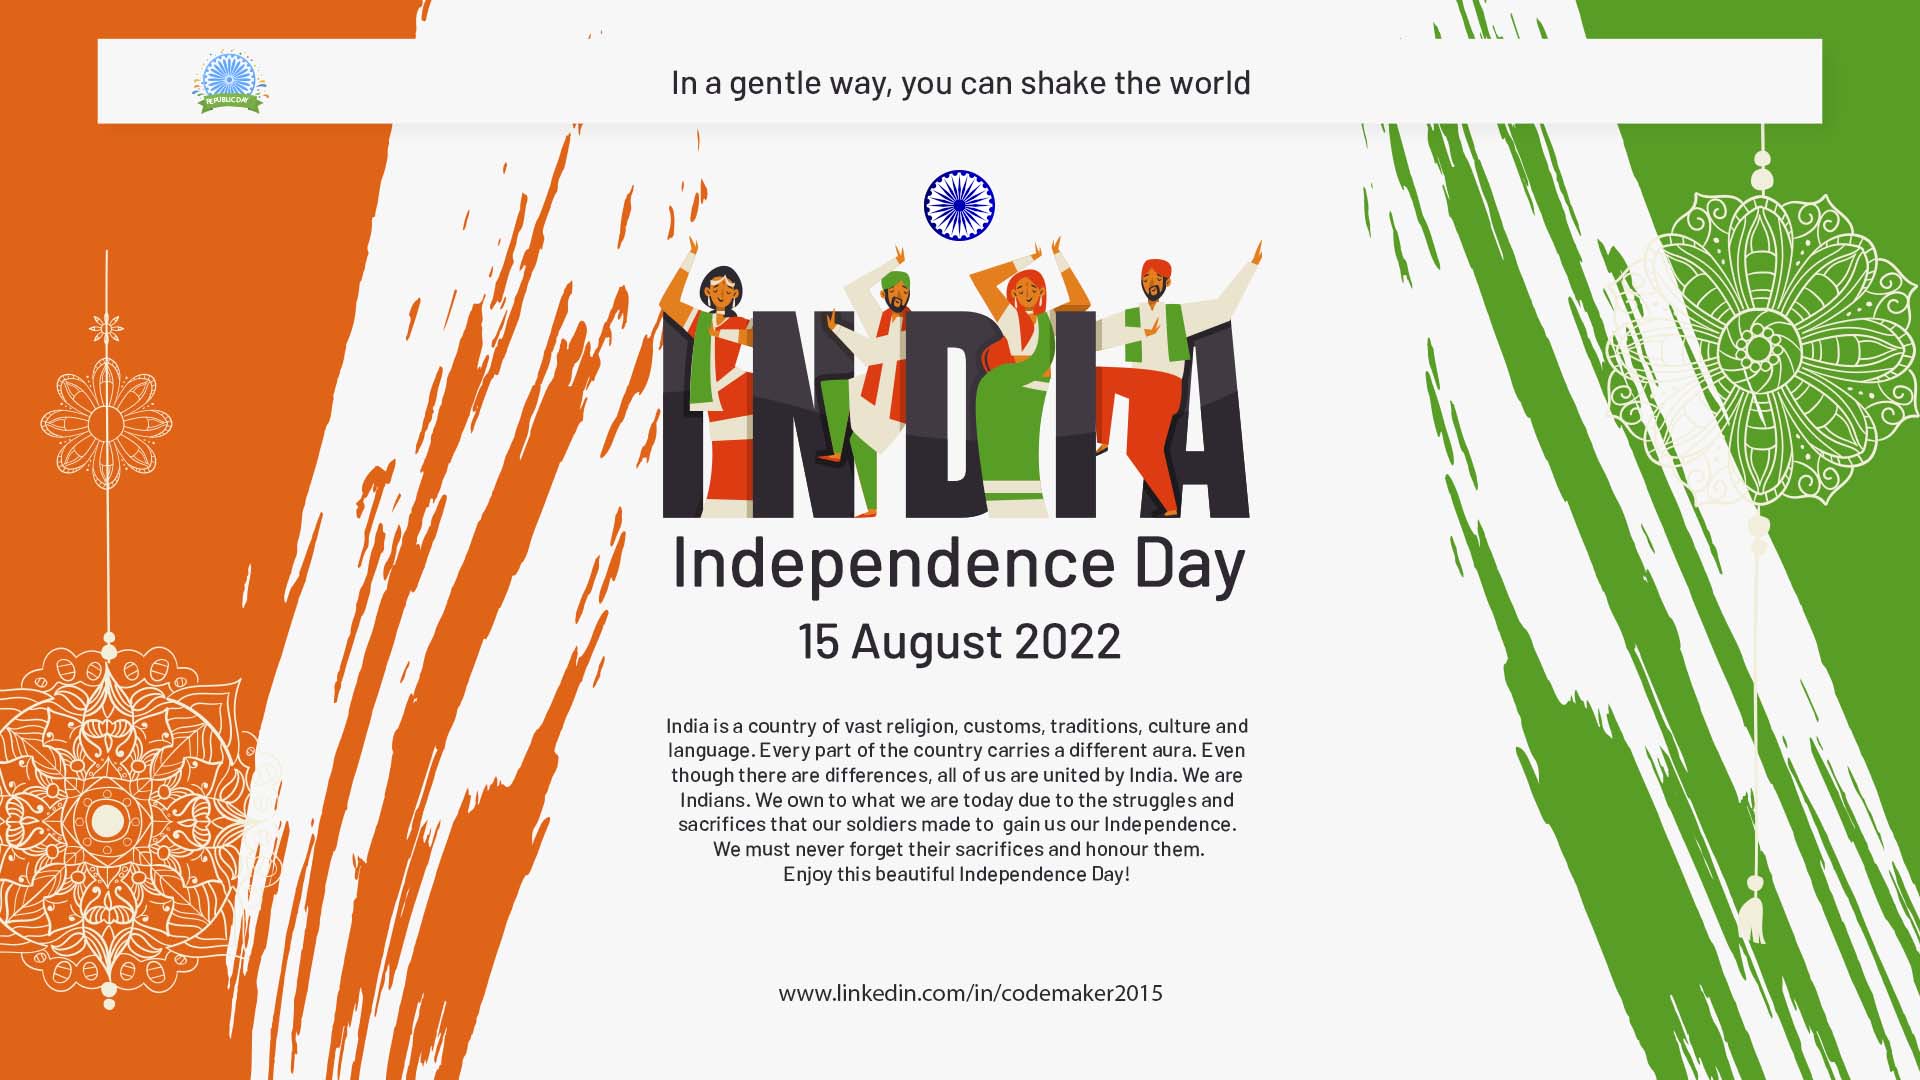 REPUBLIC DAY
In a gentle way, you can shake the world
INDIA
Independence Day
15 August 2022
India is a country of vast religion, customs, traditions, culture and
language. Every part of the country carries a different aura. Even
though there are differences, all of us are united by India. We are
Indians. We own to what we are today due to the struggles and
sacrifices that our soldiers made to  gain us our Independence.
We must never forget their sacrifices and honour them.
Enjoy this beautiful Independence Day!
www.linkedin.com/in/codemaker2015